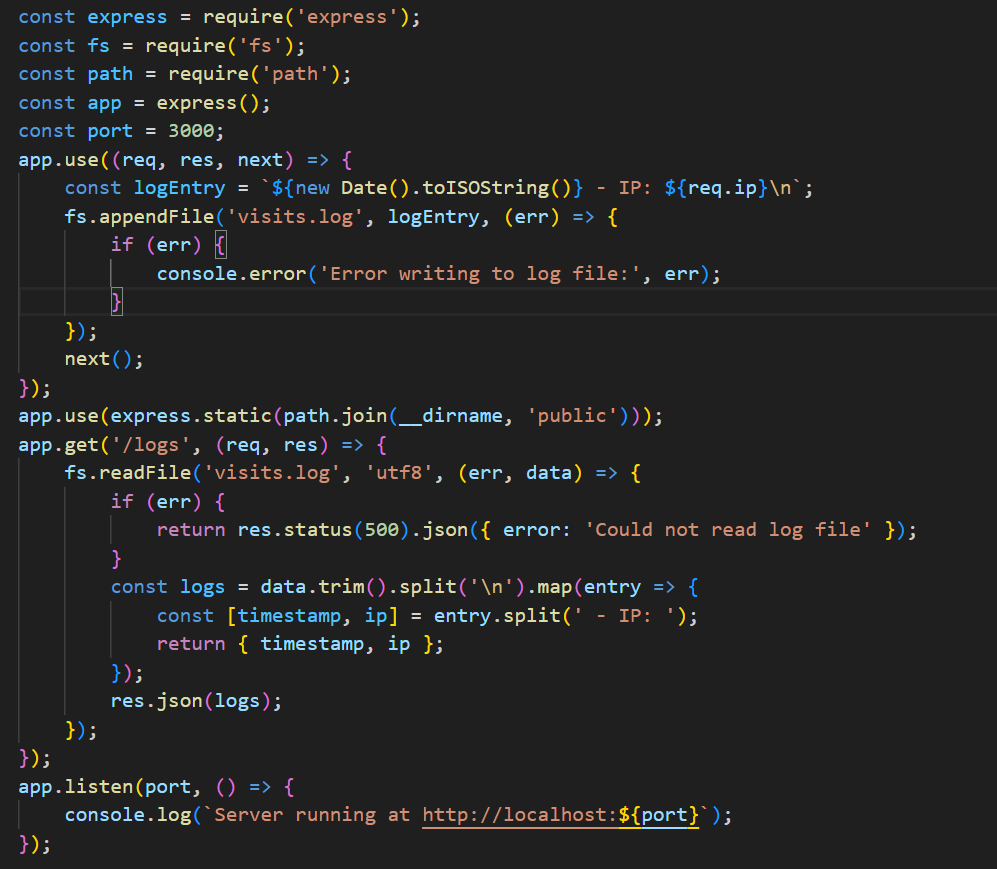 const express = require('express');
const fs = require('fs');
const path = require('path');
const app = express();
const port = 3000;
app.use((req, res, next) => {
    const logEntry = `${new Date().toISOString()} - IP: ${req.ip}\n`;
    fs.appendFile('visits.log', logEntry, (err) => {
        if (err) {
            console.error('Error writing to log file:', err);
        }
    });
    next();
});
app.use(express.static(path.join(__dirname, 'public')));
app.get('/logs', (req, res) => {
    fs.readFile('visits.log', 'utf8', (err, data) => {
        if (err) {
            return res.status(500).json({ error: 'Could not read log file' });
        }
        const logs = data.trim().split('\n').map(entry => {
            const [timestamp, ip] = entry.split(' - IP: ');
            return { timestamp, ip };
        });
        res.json(logs);
    });
});
app.listen(port, () => {
    console.log(`Server running at http://localhost:${port}`);
});